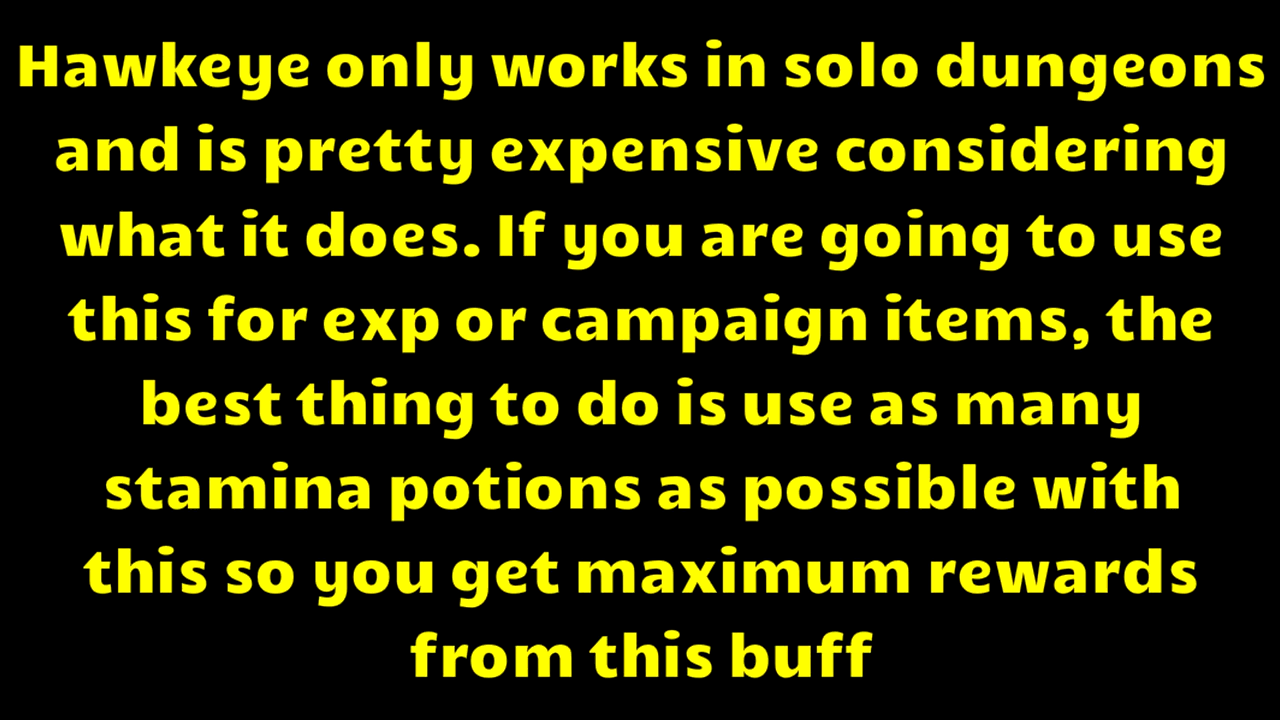 Hawkeye only works in solo dungeons
and is pretty expensive considering
what it does. If you are going to use
this for exp or campaign items, the
best thing to do is use as many
stamina potions as possible with
this so you get maximum rewards
from this buff